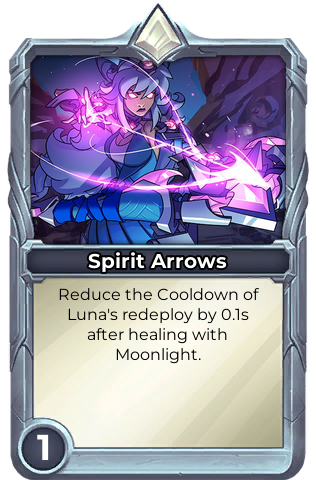 Spirit Arrows
Reduce the Cooldown of
Luna's redeploy by 0.1s
after healing with
Moonlight.
1